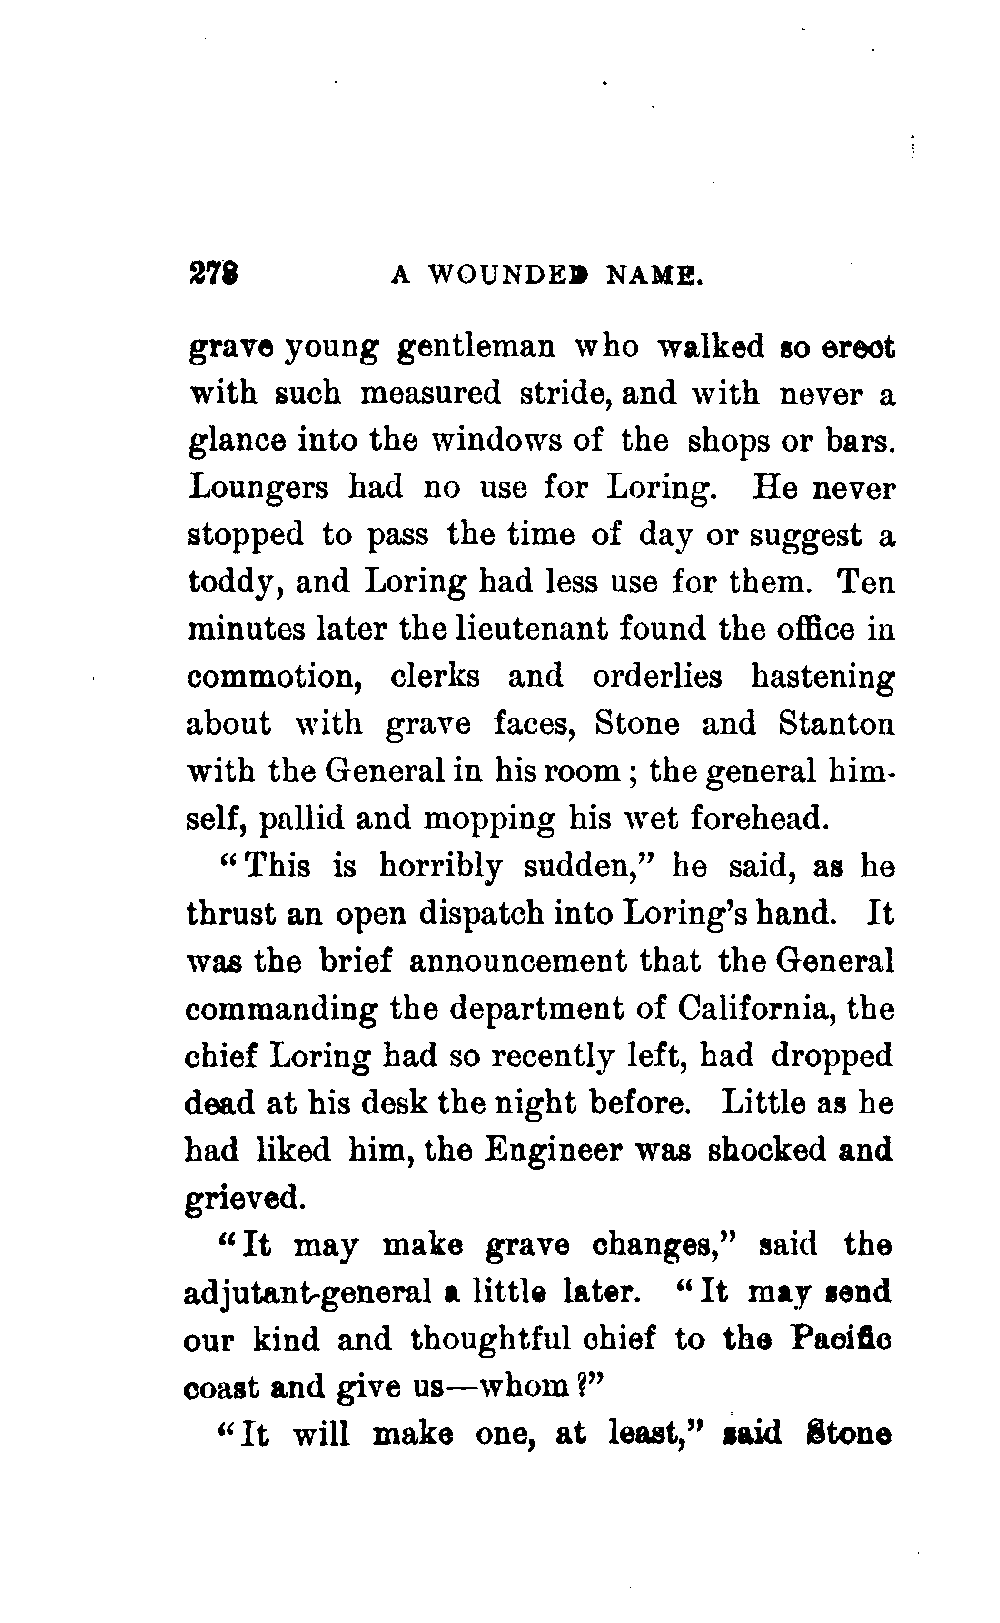 278 A WOUNDED NAME.
grave young gentleman who walked so erect
with such measured stride, and with never a
glance into the windows of the shops or bars.
Loungers had no use for Loring. He never
stopped to pass the time of day or suggest a
toddy, and Loring had less use for them. Ten
minutes later the lieutenant found the office in
commotion, clerks and orderlies hastening
about with grave faces, Stone and Stanton
with the General in his room; the general him-
self, pallid and mopping his wet forehead.
"This is horribly sudden," he said, as he
thrust an open dispatch into Loring's hand. It
was the brief announcement that the General
commanding the department of California, the
chief Loring had so recently left, had dropped
dead at his desk the night before. Little as he
had liked him, the Engineer was shocked and
grieved.
"It may make grave changes," said the
adjutant-general a little later. "It may send
our kind and thoughtful chief to the Pacific
coast and give us—whom?"
"It will make one, at least," said Stone